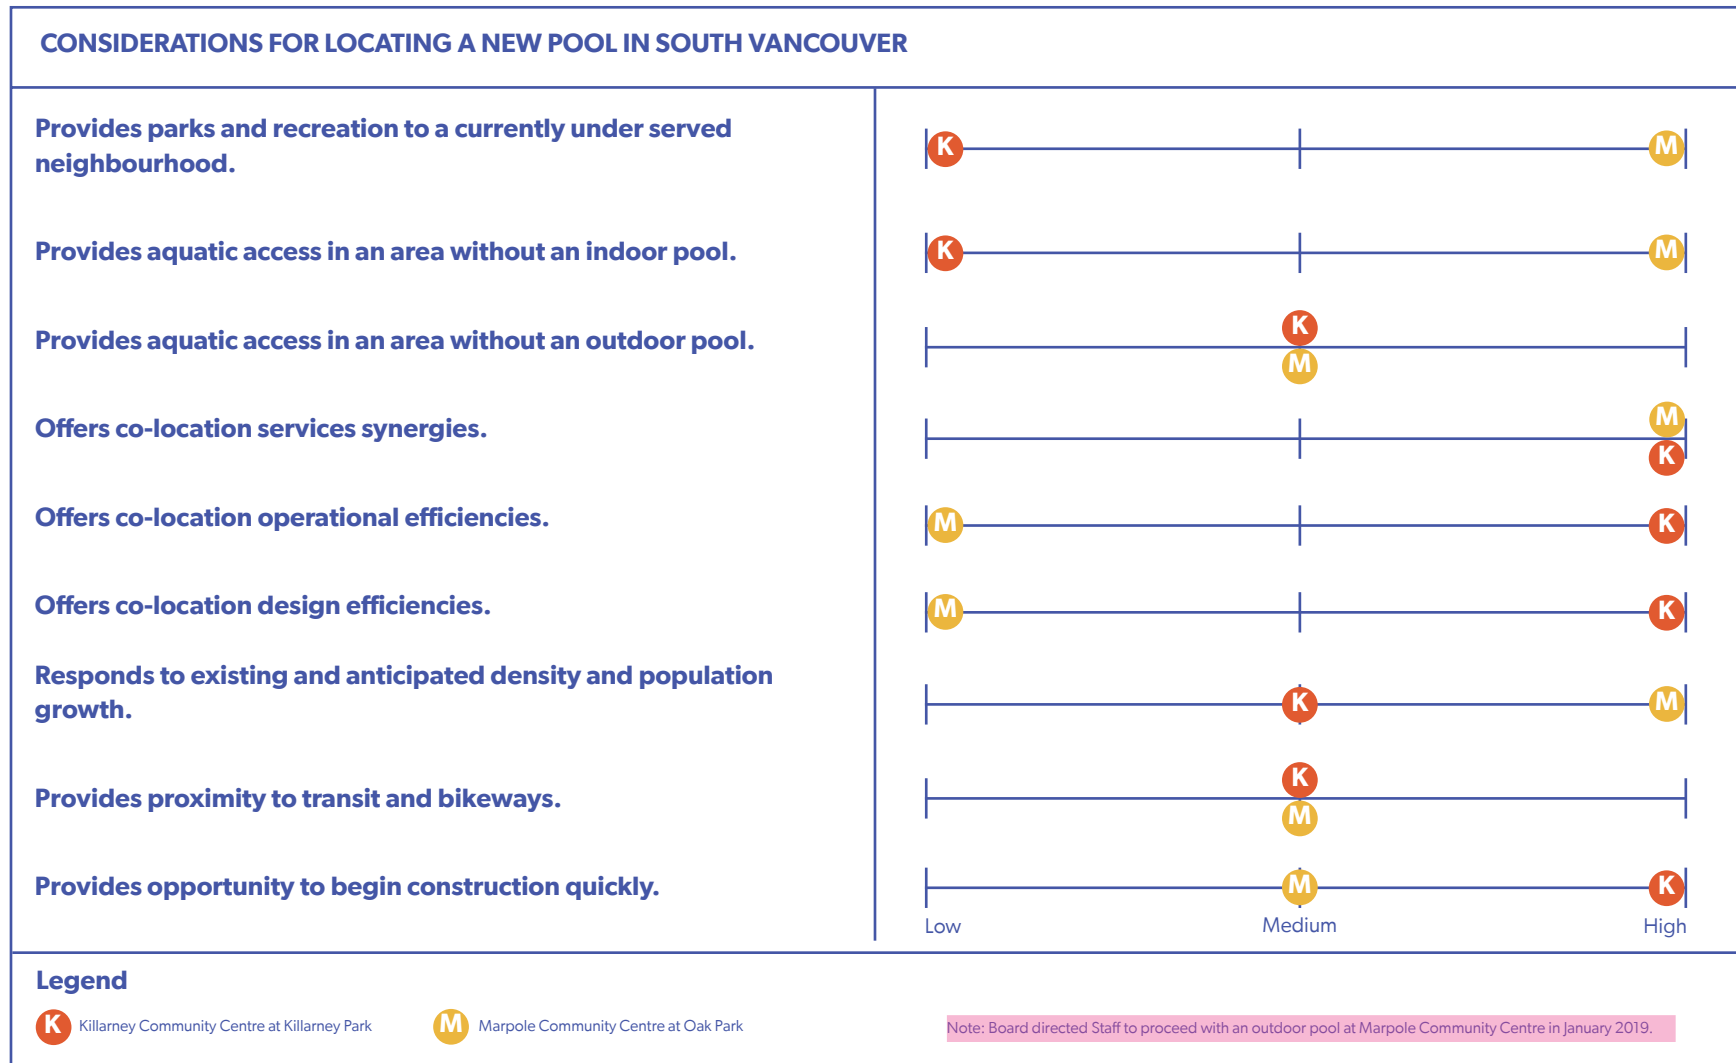 CONSIDERATIONS FOR LOCATING A NEW POOL IN SOUTH VANCOUVER
Provides parks and recreation to a currently under served
neighbourhood.
K
M
Provides aquatic access in an area without an indoor pool.
K
M
Provides aquatic access in an area without an outdoor pool.
K
M
Offers co-location services synergies.
M
K
Offers co-location operational efficiencies.
M
K
Offers co-location design efficiencies.
M
K
Responds to existing and anticipated density and population
growth.
K
M
Provides proximity to transit and bikeways.
K
M
Provides opportunity to begin construction quickly.
M
K
Low Medium High
Legend
K Killarney Community Centre at Killarney Park
M Marpole Community Centre at Oak Park
Note: Board directed Staff to proceed with an outdoor pool at Marpole Community Centre in January 2019.